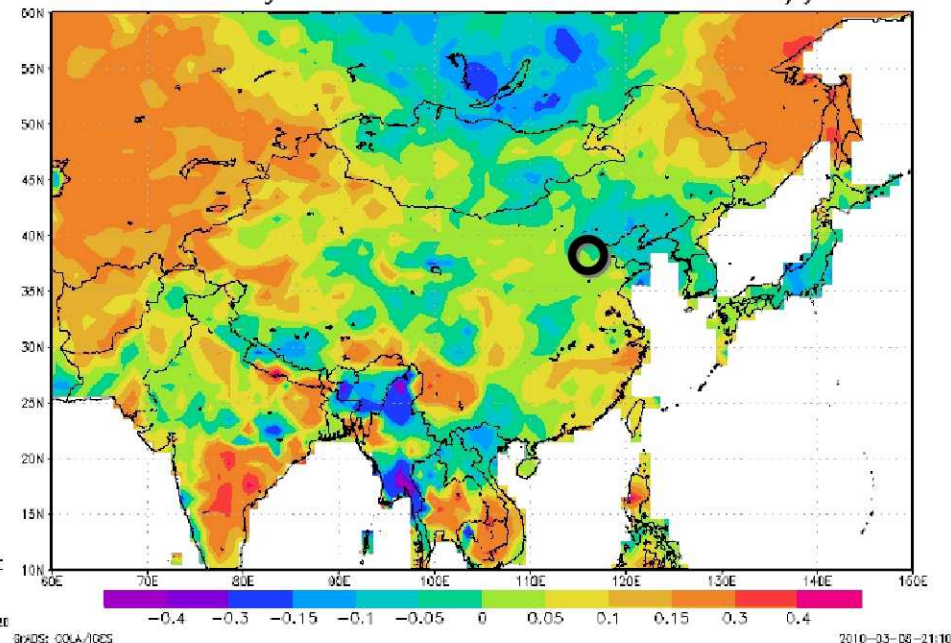 60N
55N
50N
45N
40N
35N
30N
25N
20N
15N
10N
60E 70E 80E 90E 100E 110E 120E 130E 140E 150E
-0.4 -0.3 -0.15 -0.1 -0.05 0 0.05 0.1 0.15 0.3 0.4
GrADS: COLA/IGES 2010-03-08-21:19